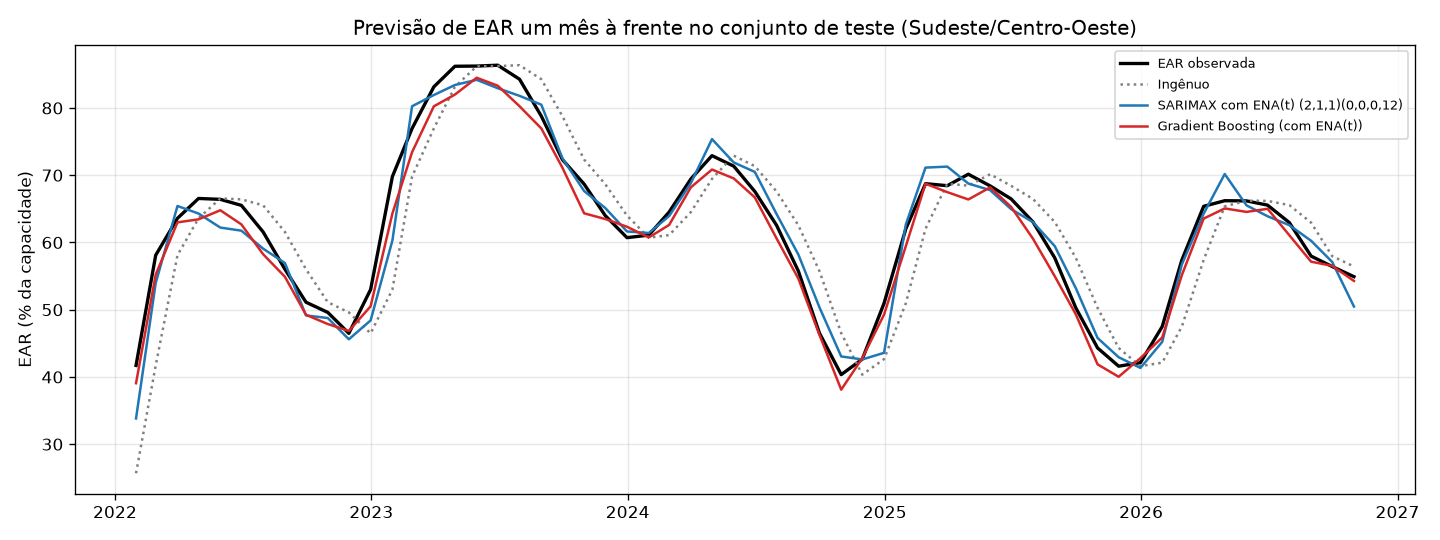 Previsão de EAR um mês à frente no conjunto de teste (Sudeste/Centro-Oeste)
EAR observada
Ingênuo
SARIMAX com ENA(t) (2,1,1)(0,0,0,12)
Gradient Boosting (com ENA(t))
EAR (% da capacidade)
80
70
60
50
40
30
2022
2023
2024
2025
2026
2027